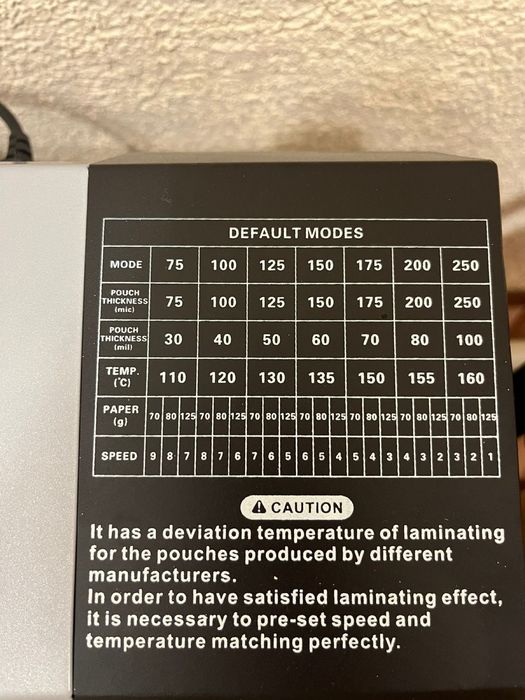 DEFAULT MODES
MODE 75 100 125 150 175 200 250
POUCH THICKNESS (mic) 75 100 125 150 175 200 250
POUCH THICKNESS (mil) 30 40 50 60 70 80 100
TEMP. (℃) 110 120 130 135 150 155 160
PAPER (g) 70 80 125 70 80 125 70 80 125 70 80 125 70 80 125 70 80 125 70 80 125
SPEED 9 8 7 8 7 6 7 6 5 6 5 4 5 4 3 4 3 2 3 2 1
CAUTION
It has a deviation temperature of laminating
for the pouches produced by different
manufacturers.
In order to have satisfied laminating effect,
it is necessary to pre-set speed and
temperature matching perfectly.